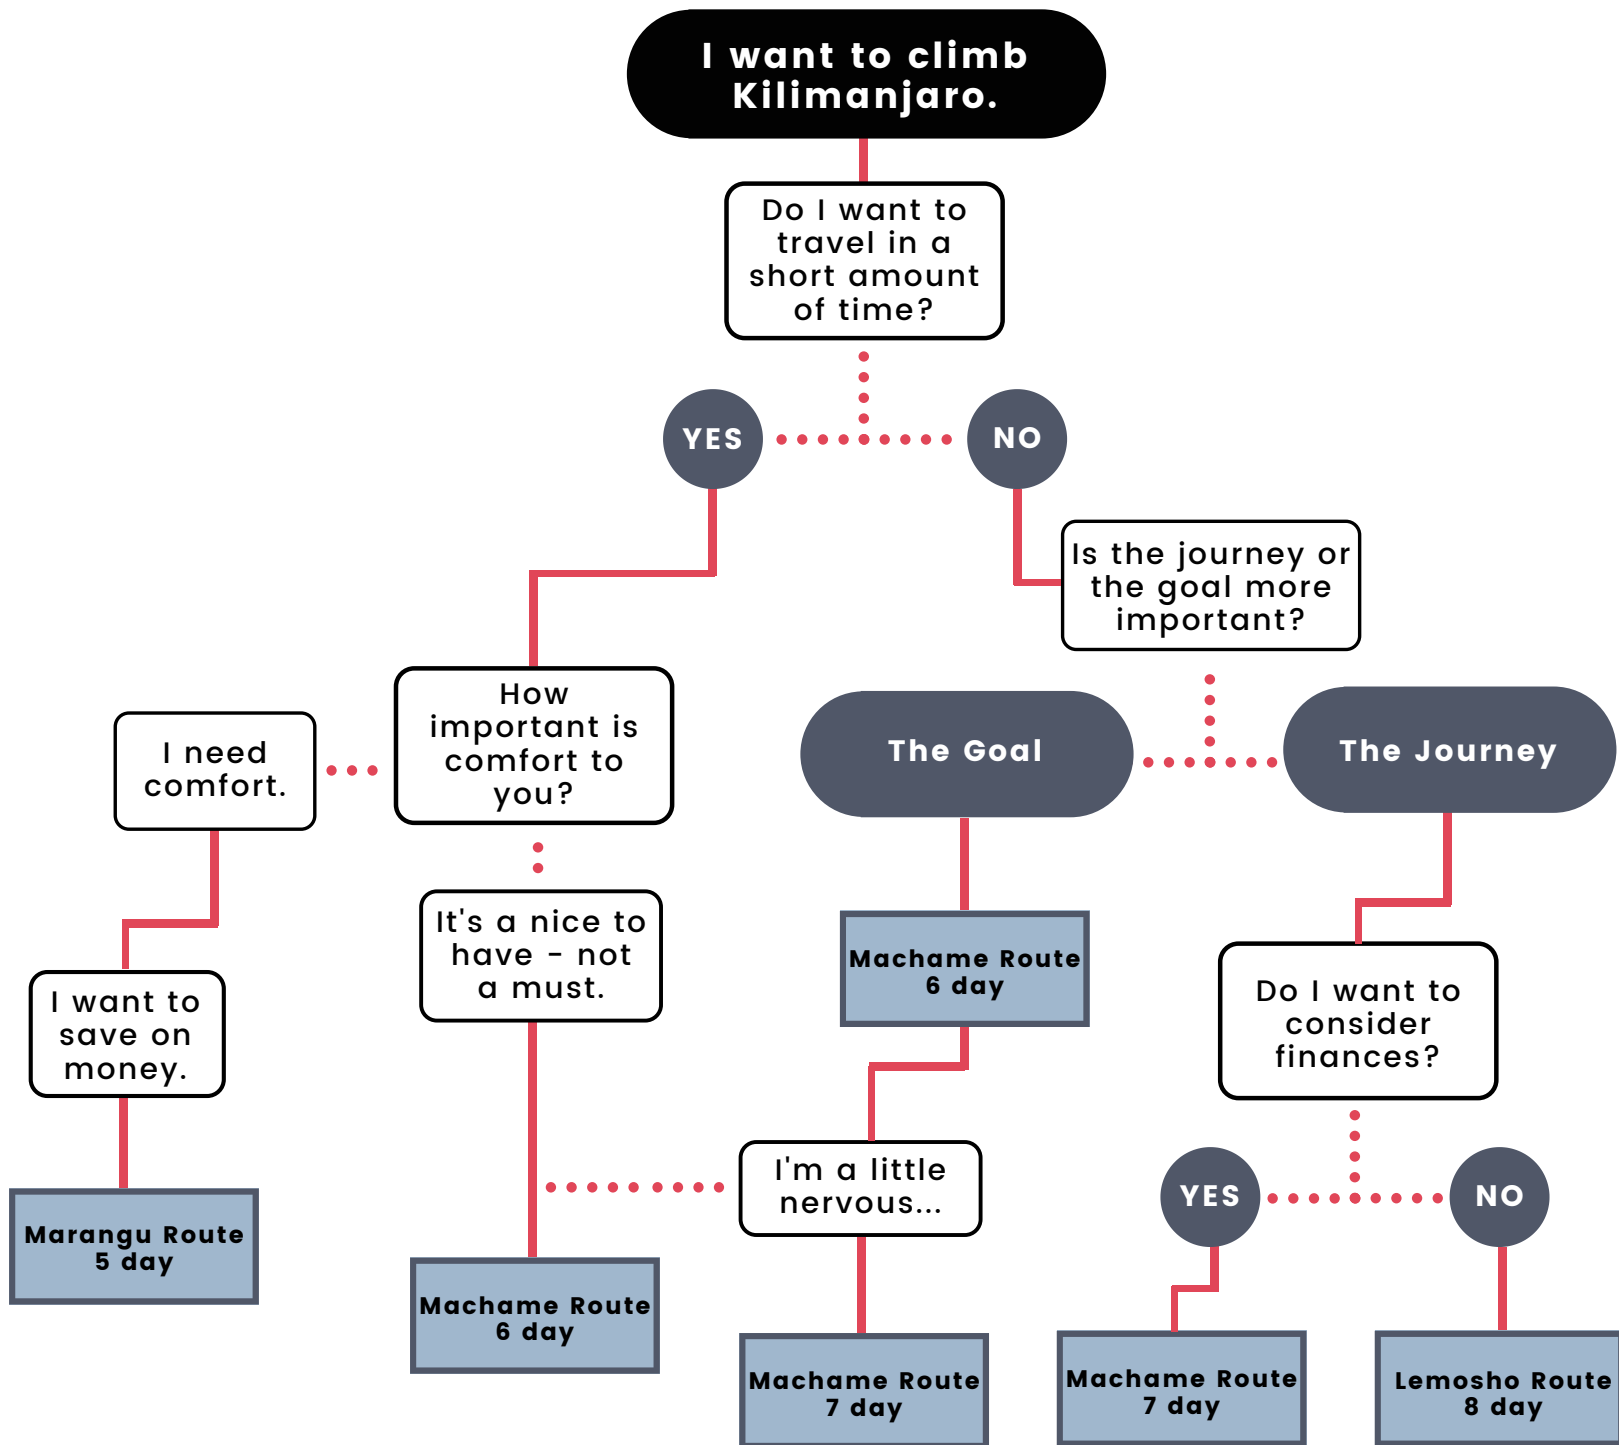 I want to climb
Kilimanjaro.
Do I want to
travel in a
short amount
of time?
YES
NO
Is the journey or
the goal more
important?
How
important is
comfort to
you?
I need
comfort.
The Goal
The Journey
It's a nice to
have - not
a must.
Machame Route
6 day
I want to
save on
money.
Do I want to
consider
finances?
I'm a little
nervous...
YES
NO
Marangu Route
5 day
Machame Route
6 day
Machame Route
7 day
Machame Route
7 day
Lemosho Route
8 day